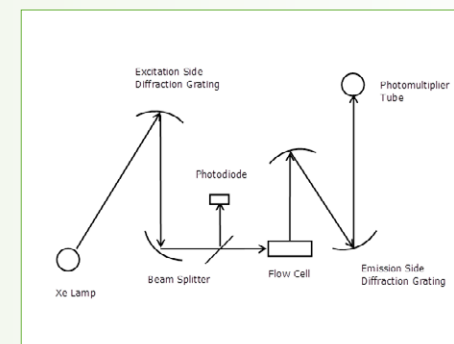 Excitation Side
Diffraction Grating
Photomultiplier
Tube
Photodiode
Beam Splitter
Flow Cell
Emission Side
Diffraction Grating
Xe Lamp